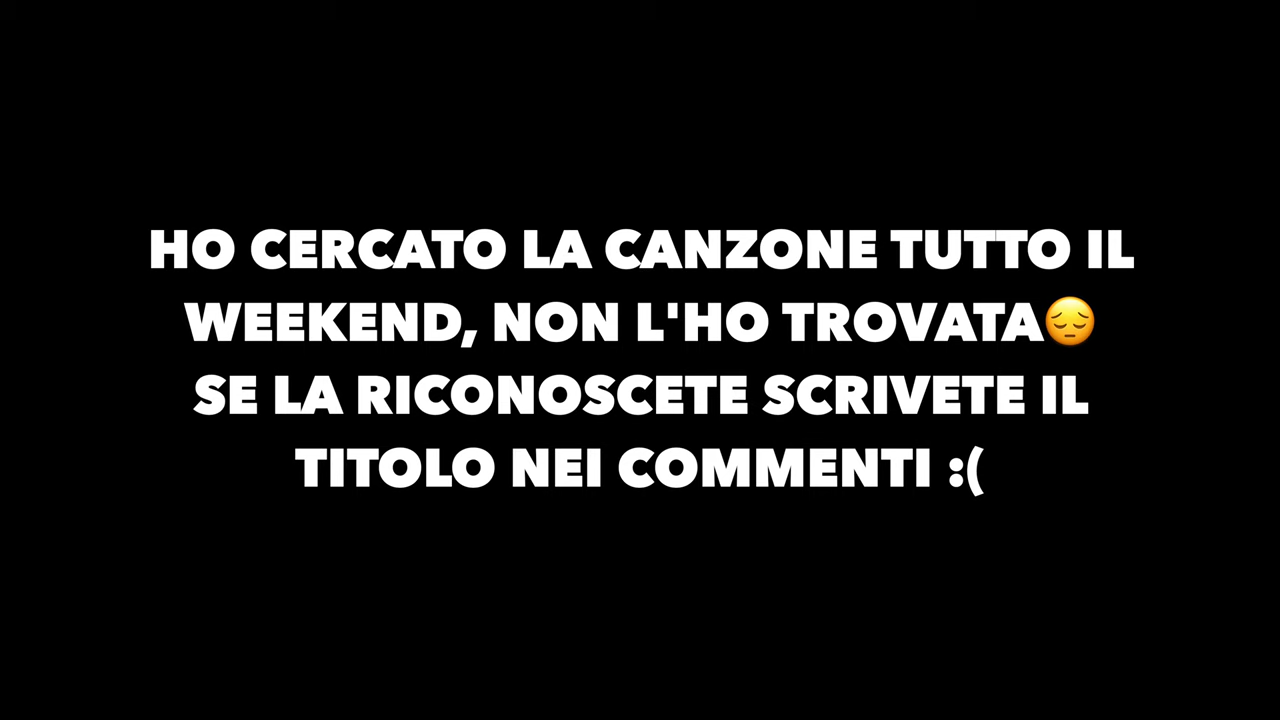 HO CERCATO LA CANZONE TUTTO IL
WEEKEND, NON L'HO TROVATA😔
SE LA RICONOSCETE SCRIVETE IL
TITOLO NEI COMMENTI :(